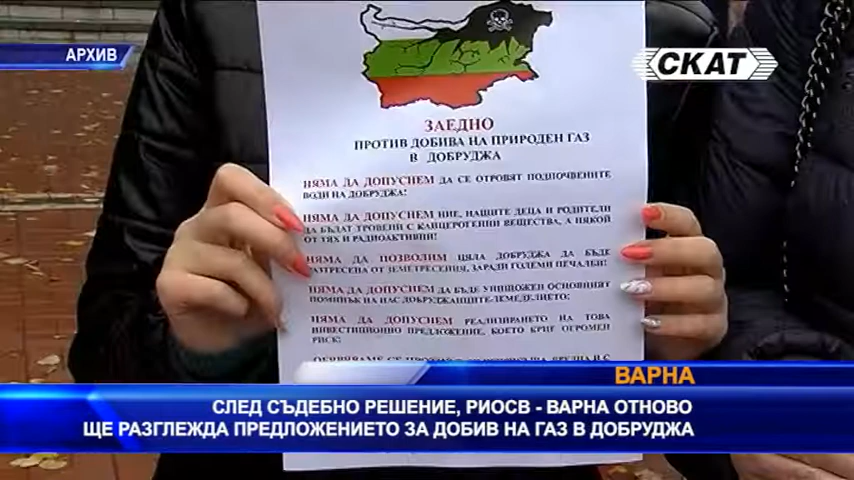 АРХИВ
СКАТ
ЗАЕДНО
ПРОТИВ ДОБИВА НА ПРИРОДЕН ГАЗ
В ДОБРУДЖА
НЯМА ДА ДОПУСНЕМ ДА СЕ ОТРОВЯТ ПОДПОЧВЕНИТЕ
ВОДИ НА ДОБРУДЖА!
НЯМА ДА ДОПУСНЕМ НИЕ, НАШИТЕ ДЕЦА И РОДИТЕЛИ
ДА БЪДАТ ТРОВЕНИ С КАНЦЕРОГЕННИ ВЕЩЕСТВА, А НЯКОИ
ОТ ТЯХ И РАДИОАКТИВНИ!
НЯМА ДА ПОЗВОЛИМ ЦЯЛА ДОБРУДЖА ДА БЪДЕ
РАЗТРЕСЕНА ОТ ЗЕМЕТРЕСЕНИЯ, ЗАРАДИ ГОЛЕМИ ПЕЧАЛБИ!
НЯМА ДА ДОПУСНЕМ ДА БЪДЕ УНИЩОЖЕН ОСНОВНИЯТ
ПОМИНЪК НА НАС ДОБРУДЖАНЦИТЕ-ЗЕМЕДЕЛИЕТО!
НЯМА ДА ДОПУСНЕМ РЕАЛИЗИРАНЕТО НА ТОВА
ИНВЕСТИЦИОННО ПРЕДЛОЖЕНИЕ, КОЕТО КРИЕ ОГРОМЕН
РИСК!
ВАРНА
СЛЕД СЪДЕБНО РЕШЕНИЕ, РИОСВ - ВАРНА ОТНОВО
ЩЕ РАЗГЛЕЖДА ПРЕДЛОЖЕНИЕТО ЗА ДОБИВ НА ГАЗ В ДОБРУДЖА